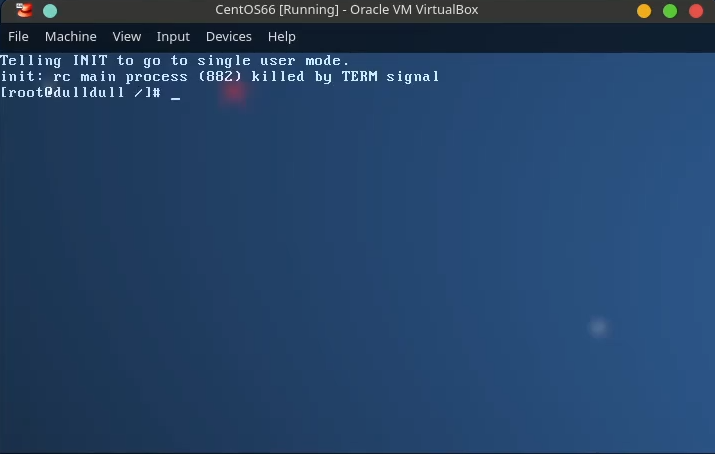 CentOS66 [Running] - Oracle VM VirtualBox
File Machine View Input Devices Help
Telling INIT to go to single user mode.
init: rc main process (882) killed by TERM signal
[root@dulldull /]# _